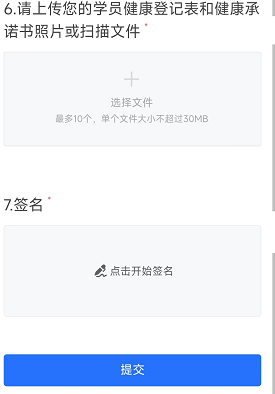 6.请上传您的学员健康登记表和健康承
诺书照片或扫描文件 *
选择文件
最多10个，单个文件大小不超过30MB
7.签名 *
点击开始签名
提交